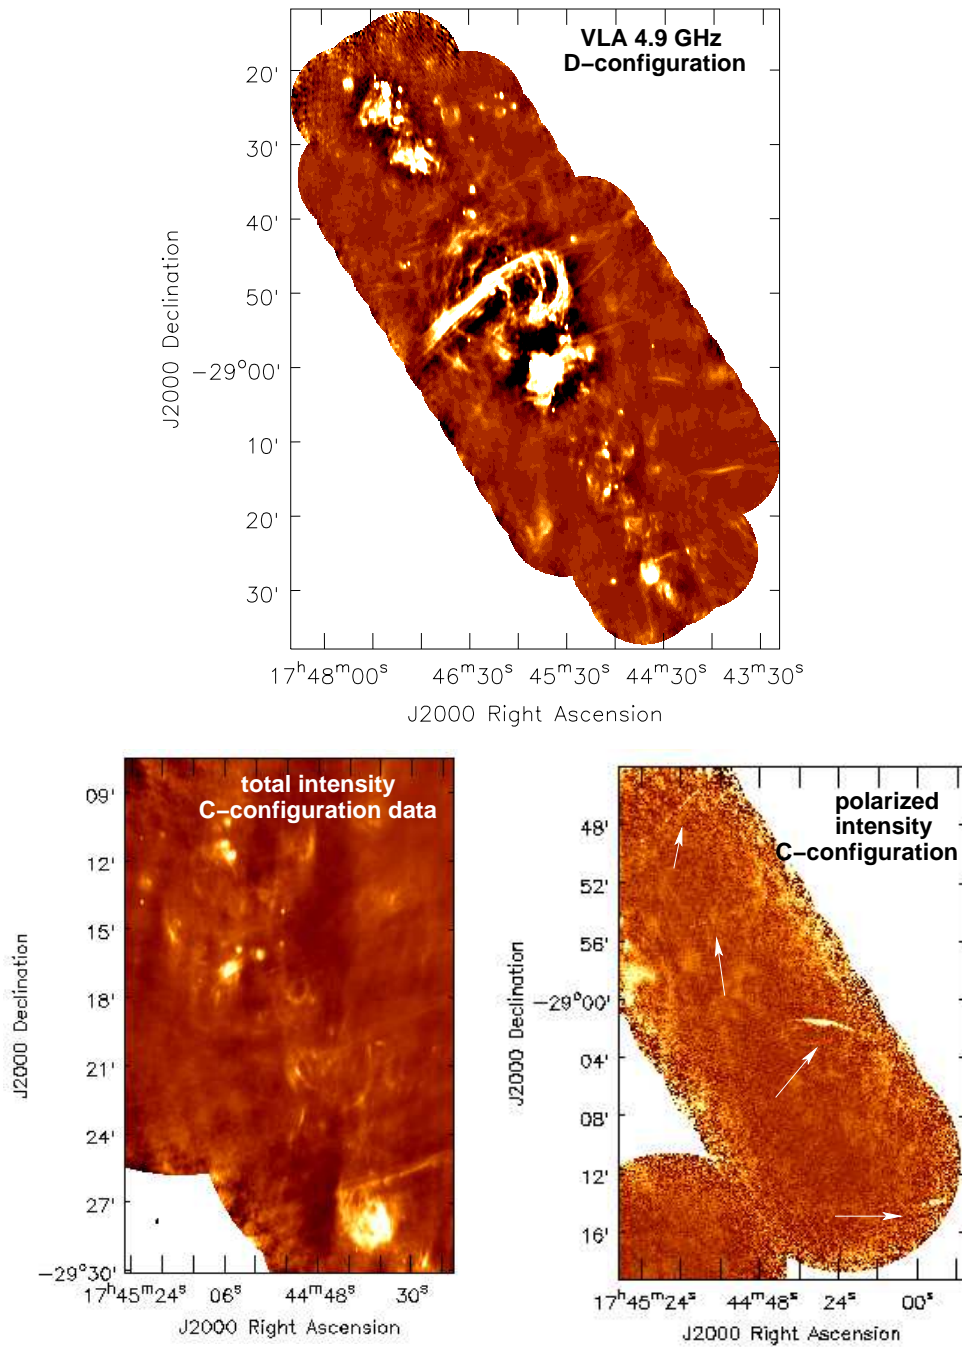 VLA 4.9 GHz
D−configuration
20'
30'
40'
50'
−29°00'
10'
20'
30'
J2000 Declination
17ʰ48ᵐ00ˢ 46ᵐ30ˢ 45ᵐ30ˢ 44ᵐ30ˢ 43ᵐ30ˢ
J2000 Right Ascension
total intensity
C−configuration data
09'
12'
15'
18'
21'
24'
27'
−29°30'
J2000 Declination
17ʰ45ᵐ24ˢ 06ˢ 44ᵐ48ˢ 30ˢ
J2000 Right Ascension
polarized
intensity
C−configuration
48'
52'
56'
−29°00'
04'
08'
12'
16'
J2000 Declination
17ʰ45ᵐ24ˢ 44ᵐ48ˢ 24ˢ 00ˢ
J2000 Right Ascension